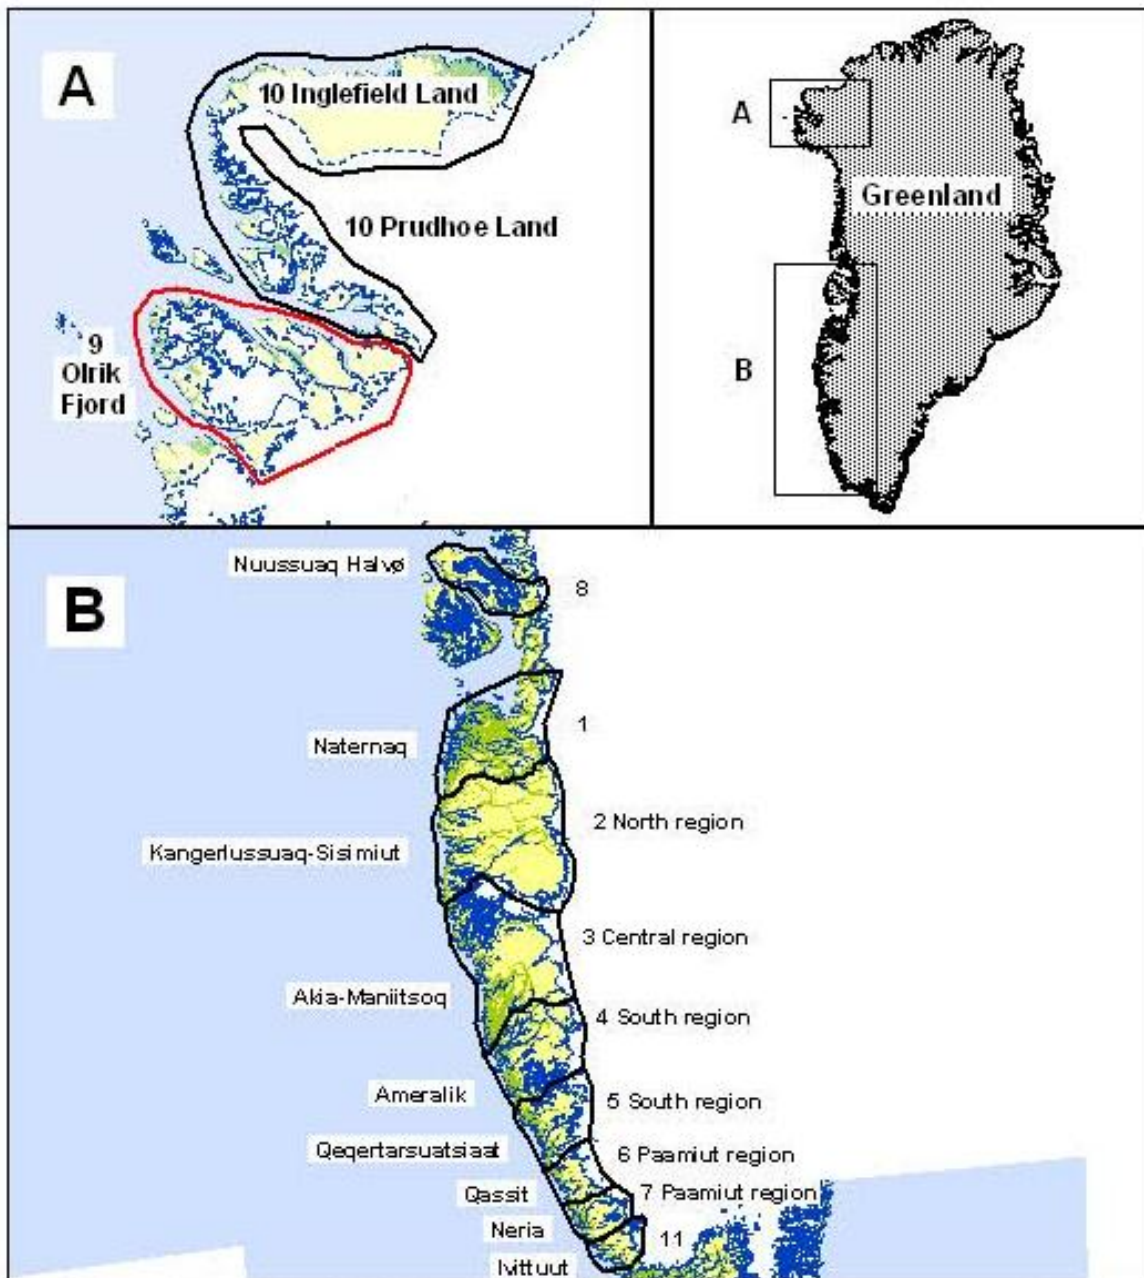 A
10 Inglefield Land
10 Prudhoe Land
9
Olrik
Fjord
A
Greenland
B
B
Nuussuaq Halvø
8
1
Naternaq
2 North region
Kangerlussuaq-Sisimiut
3 Central region
Akia-Maniitsoq
4 South region
Ameralik
5 South region
Qeqertarsuatsiaat
6 Paamiut region
Qassit
7 Paamiut region
Neria
11
Ivittuut